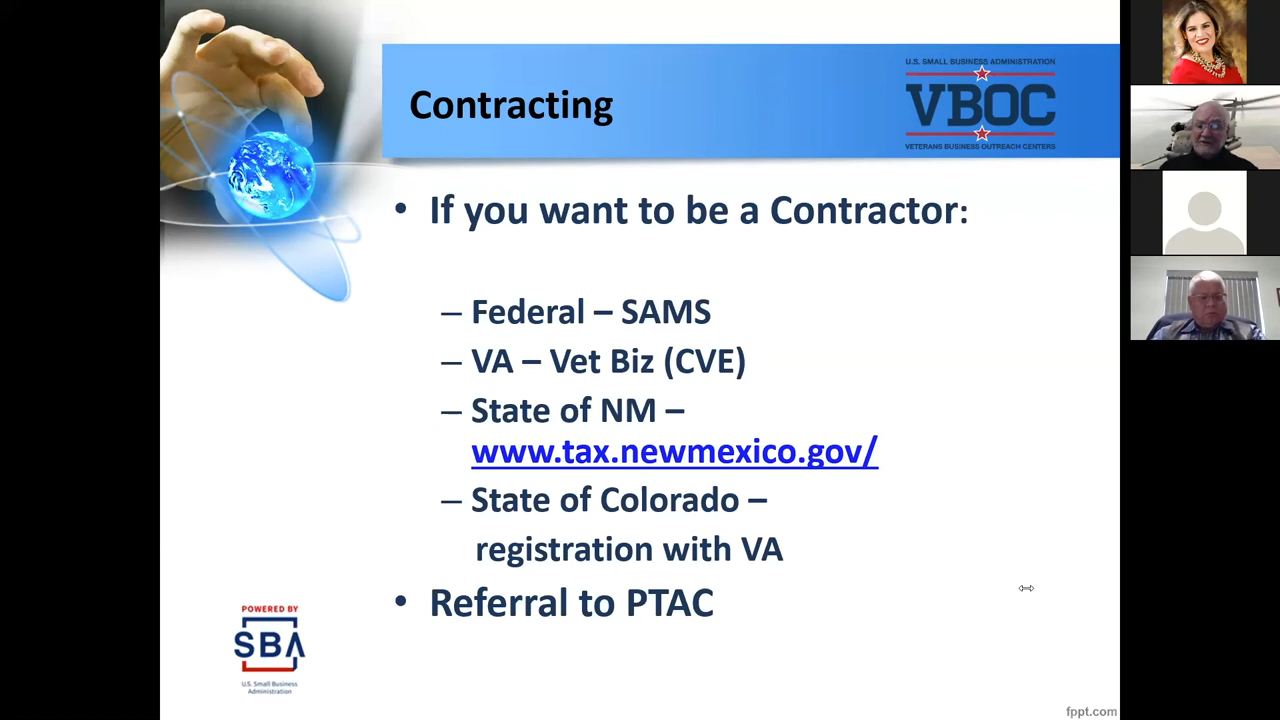 Contracting
U.S. SMALL BUSINESS ADMINISTRATION
VBOC
VETERANS BUSINESS OUTREACH CENTERS
• If you want to be a Contractor:
– Federal – SAMS
– VA – Vet Biz (CVE)
– State of NM –
www.tax.newmexico.gov/
– State of Colorado –
registration with VA
• Referral to PTAC
POWERED BY
SBA
U.S. Small Business
Administration
fppt.com